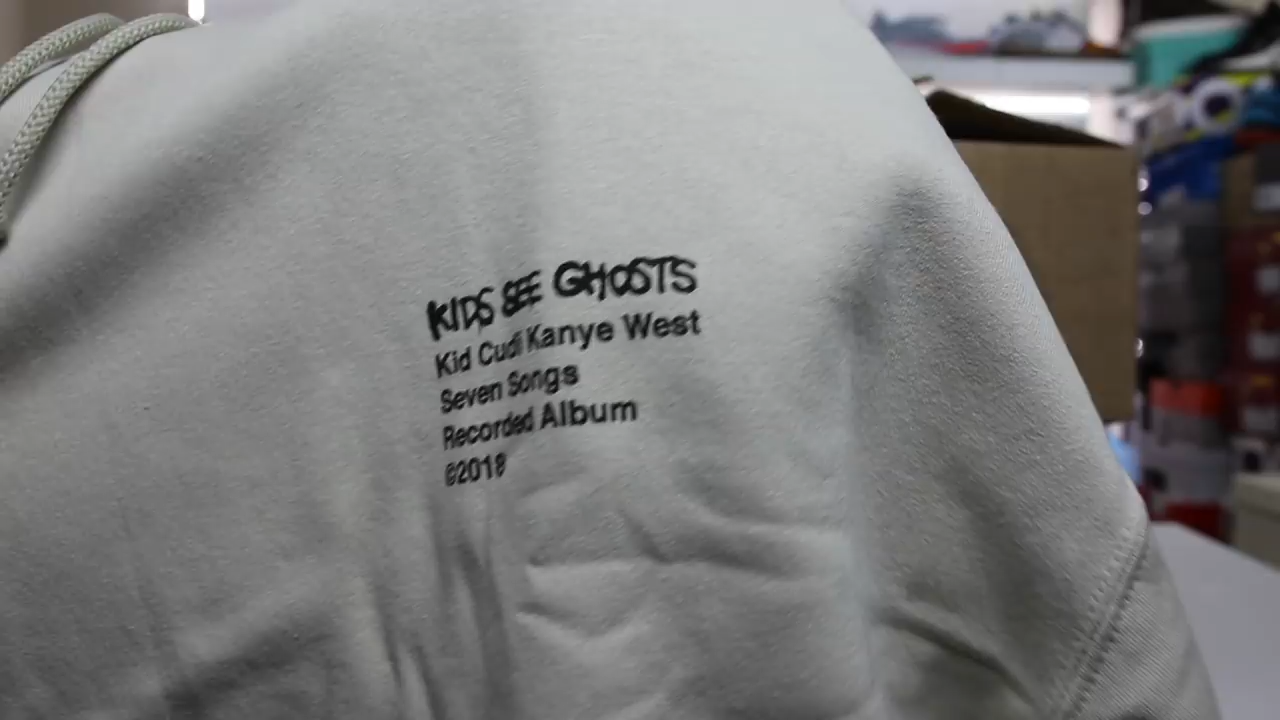 KIDS SEE GHOSTS
Kid Cudi Kanye West
Seven Songs
Recorded Album
©2018